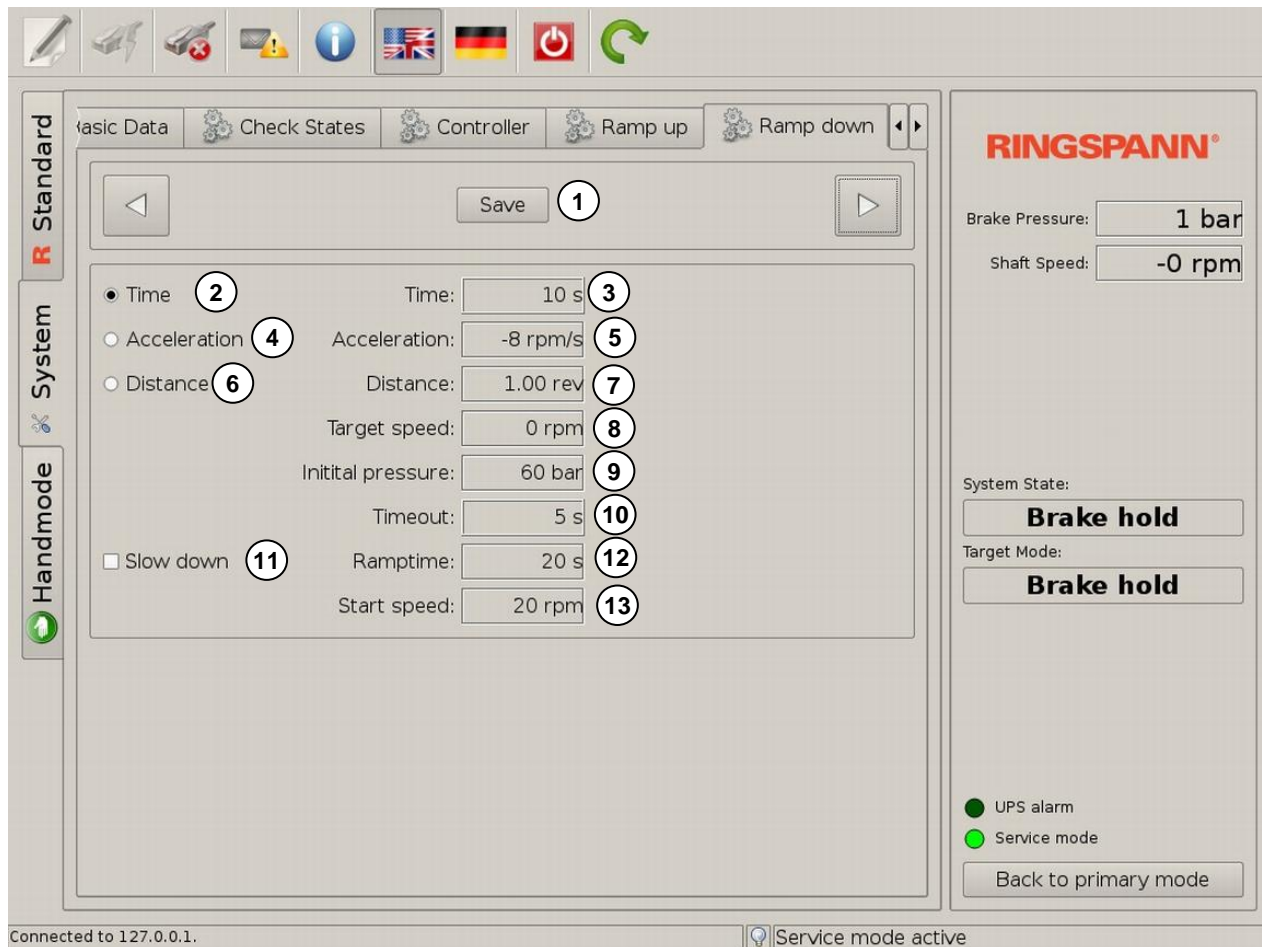 Standard
System
Handmode
asic Data
Check States
Controller
Ramp up
Ramp down
Save 1
Time 2 Time: 10 s 3
Acceleration 4 Acceleration: -8 rpm/s 5
Distance 6 Distance: 1.00 rev 7
Target speed: 0 rpm 8
Initital pressure: 60 bar 9
Timeout: 5 s 10
Slow down 11 Ramptime: 20 s 12
Start speed: 20 rpm 13
RINGSPANN®
Brake Pressure: 1 bar
Shaft Speed: -0 rpm
System State:
Brake hold
Target Mode:
Brake hold
UPS alarm
Service mode
Back to primary mode
Connected to 127.0.0.1.
Service mode active